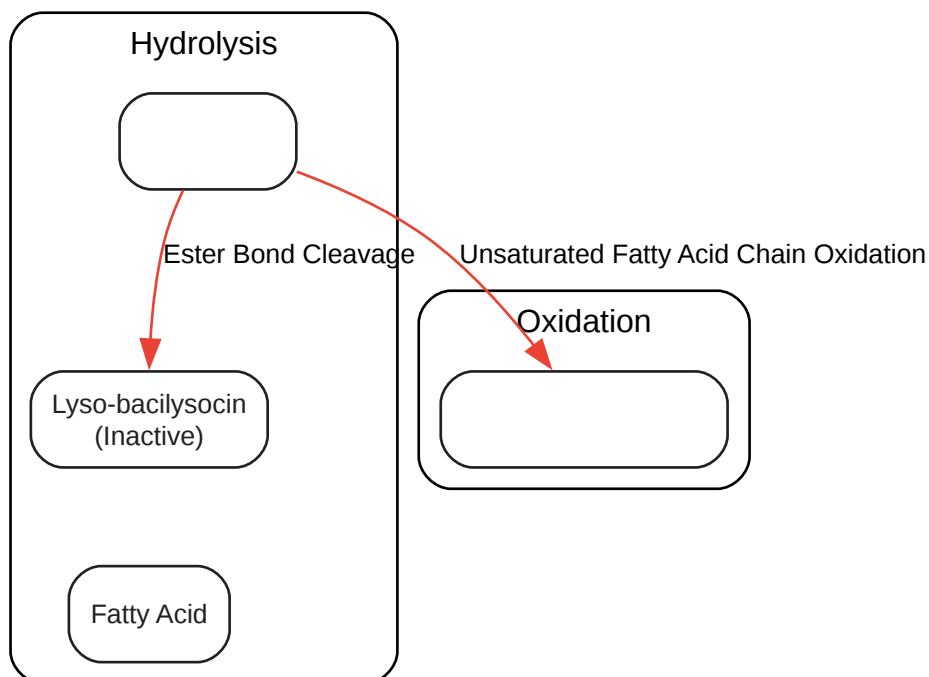 Hydrolysis
Ester Bond Cleavage
Unsaturated Fatty Acid Chain Oxidation
Oxidation
Lyso-bacilysocin
(Inactive)
Fatty Acid